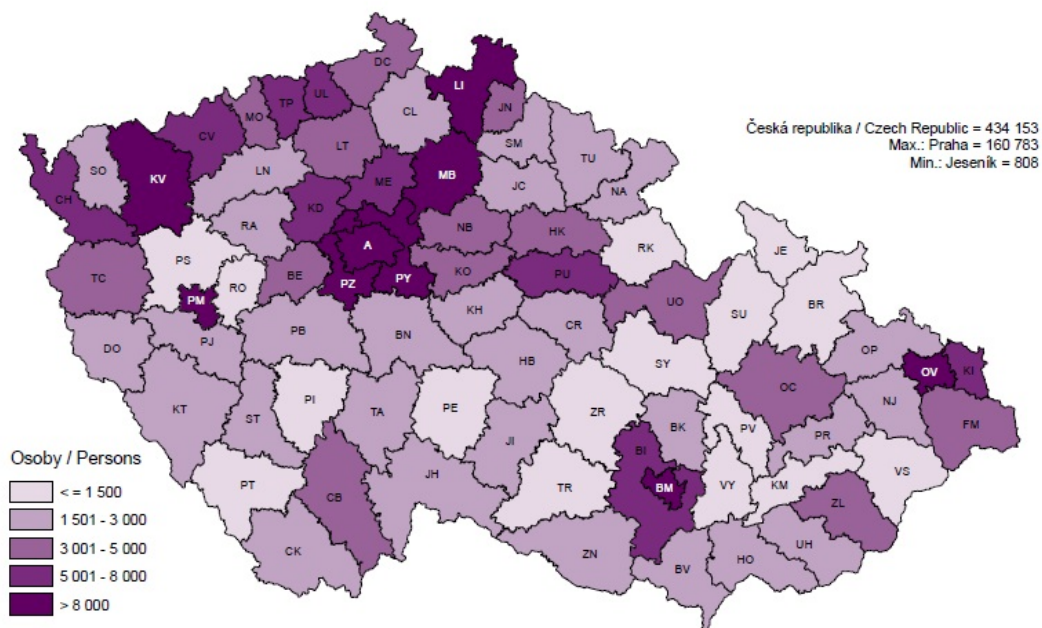 DC
LI
UL
TP
MO
JN
CL
CV
LT
SM
TU
SO
LN
KV
MB
JC
NA
CH
ME
KD
RA
NB
HK
A
RK
JE
PS
TC
RO
BE
KO
PU
PZ
PY
BR
PM
UO
SU
PB
BN
KH
CR
DO
PJ
HB
SY
OP
OV
KI
OC
KT
ST
PI
TA
PE
ZR
BK
NJ
PV
PR
FM
JI
BI
PT
CB
JH
TR
BM
VY
KM
VS
ZL
CK
ZN
BV
HO
UH
Česká republika / Czech Republic = 434 153
Max.: Praha = 160 783
Min.: Jeseník = 808
Osoby / Persons
< = 1 500
1 501 - 3 000
3 001 - 5 000
5 001 - 8 000
> 8 000